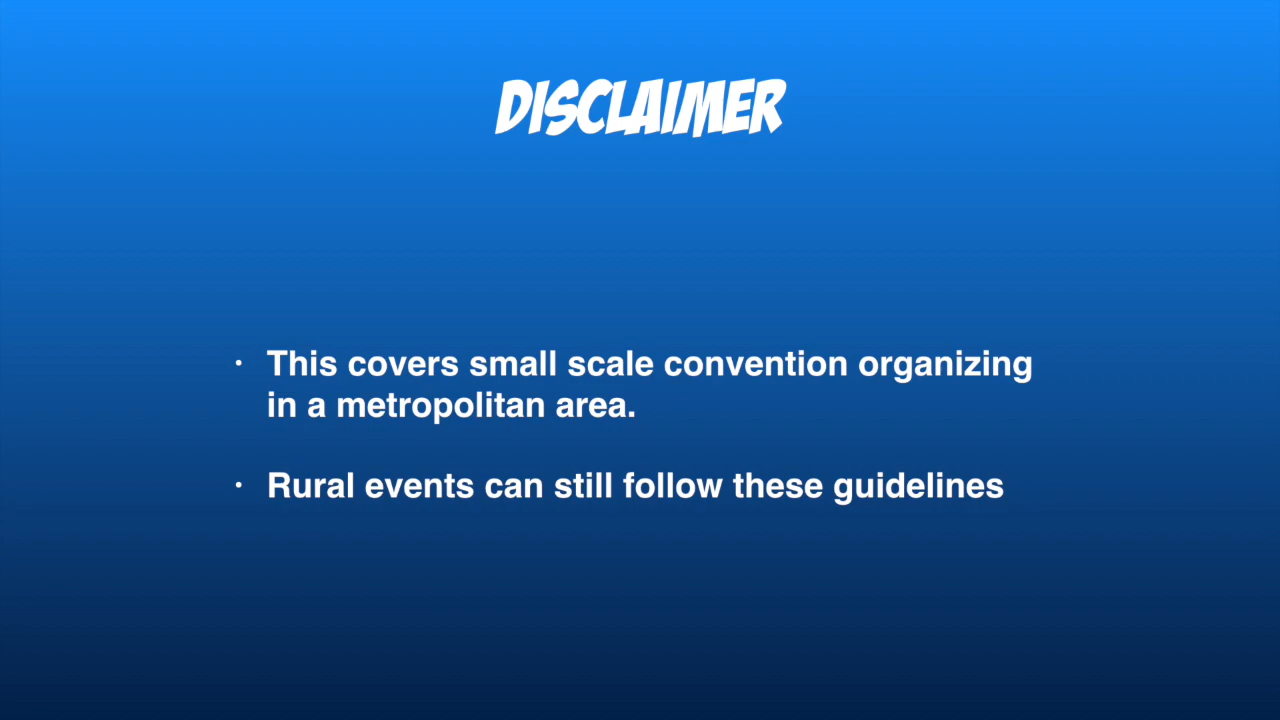 DISCLAIMER
· This covers small scale convention organizing
in a metropolitan area.
· Rural events can still follow these guidelines